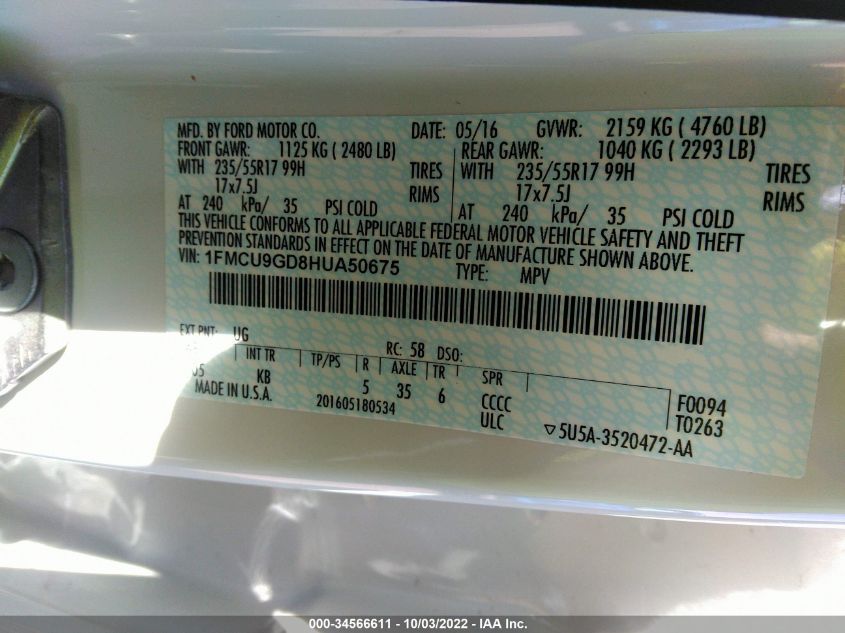 MFD. BY FORD MOTOR CO. DATE: 05/16 GVWR: 2159 KG ( 4760 LB)
FRONT GAWR: 1125 KG ( 2480 LB) REAR GAWR: 1040 KG ( 2293 LB)
WITH 235/55R17 99H TIRES WITH 235/55R17 99H TIRES
17x7.5J RIMS 17x7.5J RIMS
AT 240 kPa/ 35 PSI COLD AT 240 kPa/ 35 PSI COLD
THIS VEHICLE CONFORMS TO ALL APPLICABLE FEDERAL MOTOR VEHICLE SAFETY AND THEFT
PREVENTION STANDARDS IN EFFECT ON THE DATE OF MANUFACTURE SHOWN ABOVE.
VIN: 1FMCU9GD8HUA50675 TYPE: MPV
EXT PNT: UG RC: 58 DSO:
INT TR TP/PS R AXLE TR SPR
05 KB 5 35 6 CCCC F0094
MADE IN U.S.A. 201605180534 ULC ▽5U5A-3520472-AA T0263
000-34566611 - 10/03/2022 - IAA Inc.